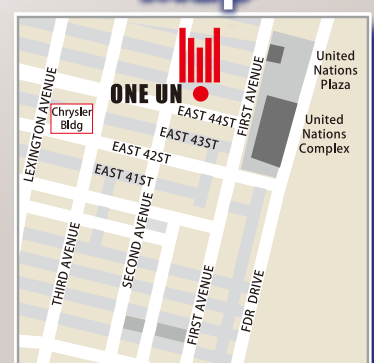 Map
United
Nations
Plaza
ONE UN
LEXINGTON AVENUE
Chrysler
Bldg
EAST 44ST
FIRST AVENUE
United
Nations
Complex
EAST 43ST
EAST 42ST
EAST 41ST
SECOND AVENUE
THIRD AVENUE
FIRST AVENUE
FDR DRIVE